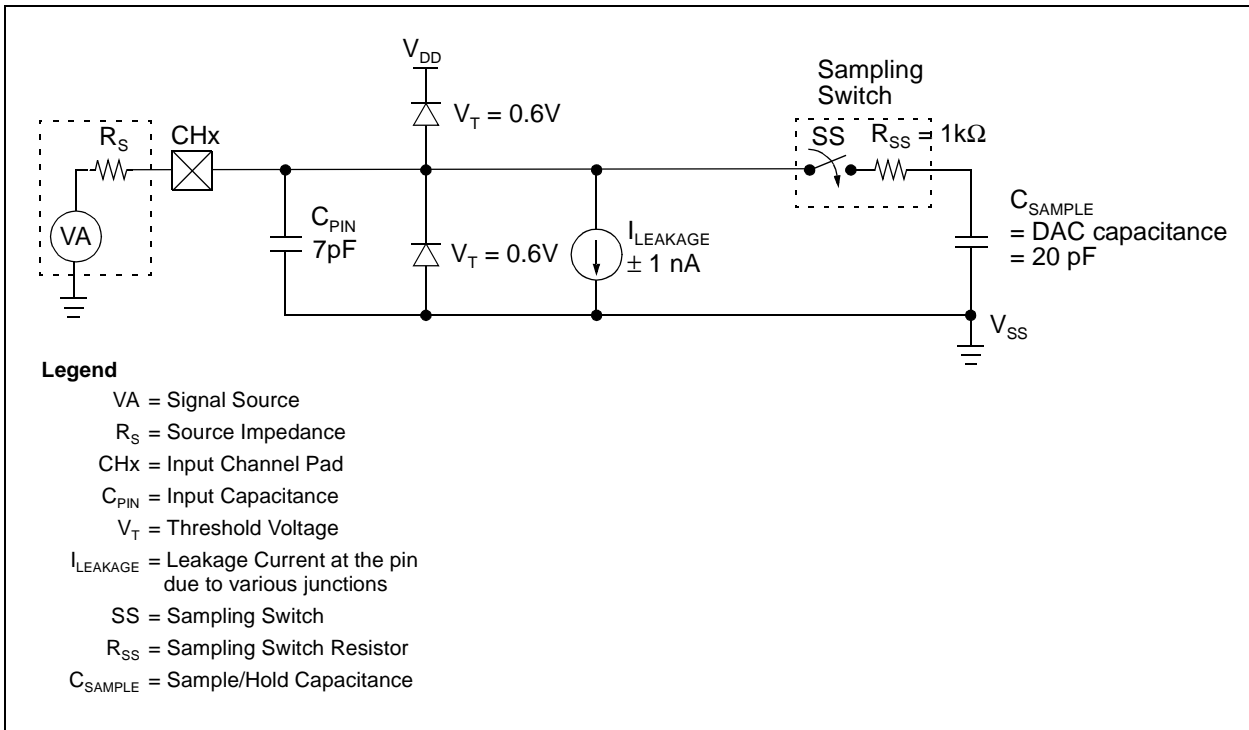 V_DD
Sampling
Switch
R_S
CHx
V_T = 0.6V
SS
R_SS = 1kΩ
VA
C_PIN
7pF
V_T = 0.6V
I_LEAKAGE
± 1 nA
C_SAMPLE
= DAC capacitance
= 20 pF
V_SS
Legend
VA = Signal Source
R_S = Source Impedance
CHx = Input Channel Pad
C_PIN = Input Capacitance
V_T = Threshold Voltage
I_LEAKAGE = Leakage Current at the pin
due to various junctions
SS = Sampling Switch
R_SS = Sampling Switch Resistor
C_SAMPLE = Sample/Hold Capacitance